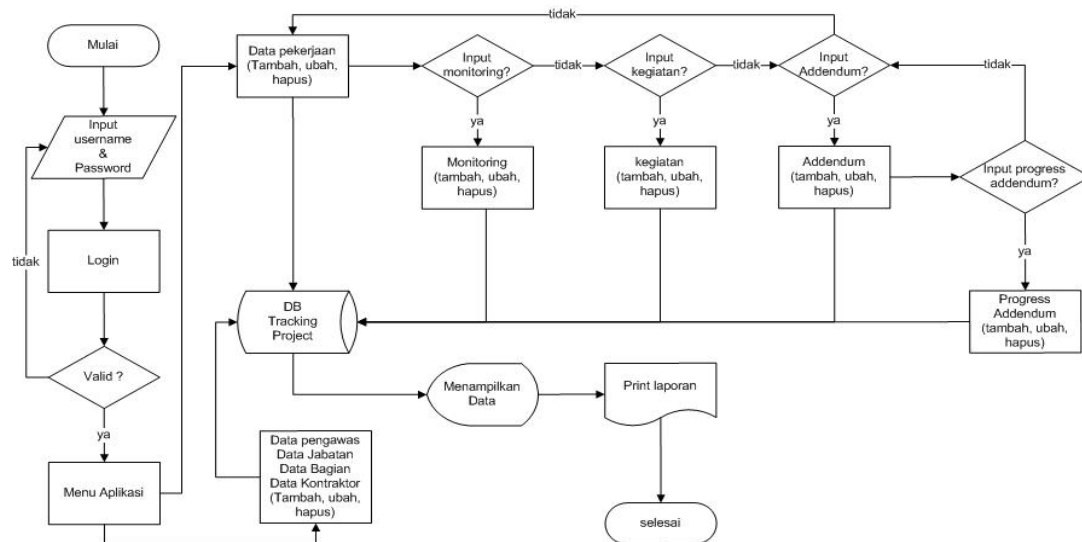 Mulai
Input
username
&
Password
Login
tidak
Valid ?
ya
Menu Aplikasi
tidak
Data pekerjaan
(Tambah, ubah,
hapus)
Input
monitoring?
tidak
Input
kegiatan?
tidak
Input
Addendum?
tidak
ya
ya
ya
Monitoring
(tambah, ubah,
hapus)
kegiatan
(tambah, ubah,
hapus)
Addendum
(tambah, ubah,
hapus)
Input progress
addendum?
ya
Progress
Addendum
(tambah, ubah,
hapus)
DB
Tracking
Project
Menampilkan
Data
Print laporan
Data pengawas
Data Jabatan
Data Bagian
Data Kontraktor
(Tambah, ubah,
hapus)
selesai